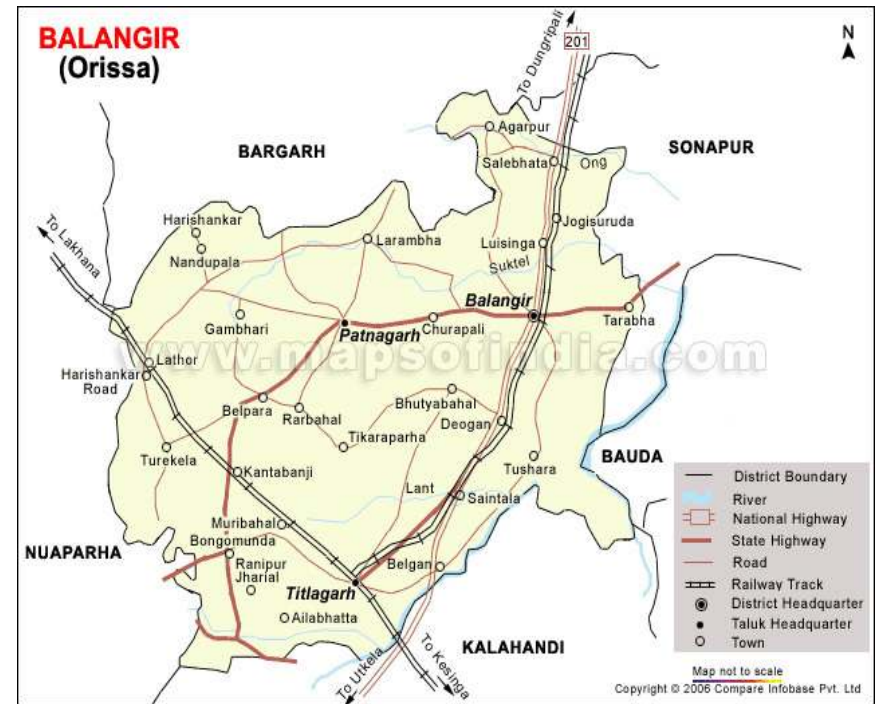 BALANGIR
(Orissa)
201
N
To Dungripali
BARGARH
SONAPUR
Agarpur
Salebhata
Ong
Harishankar
Nandupala
To Lakhana
Larambha
Jogisuruda
Luisinga
Suktel
Balangir
Tarabha
Gambhari
Patnagarh
Churapali
www.mapsofindia.com
Lathor
Harishankar
Road
Belpara
Rarbahal
Bhutyabahal
Deogan
Tikaraparha
Turekela
Kantabanji
Tushara
BAUDA
Lant
Saintala
Muribahal
Bongomunda
NUAPARHA
Ranipur
Jharial
Belgan
Titlagarh
Ailabhatta
KALAHANDI
To Utkela
To Kesinga
District Boundary
River
National Highway
State Highway
Road
Railway Track
District Headquarter
Taluk Headquarter
Town
Map not to scale
Copyright © 2006 Compare Infobase Pvt. Ltd